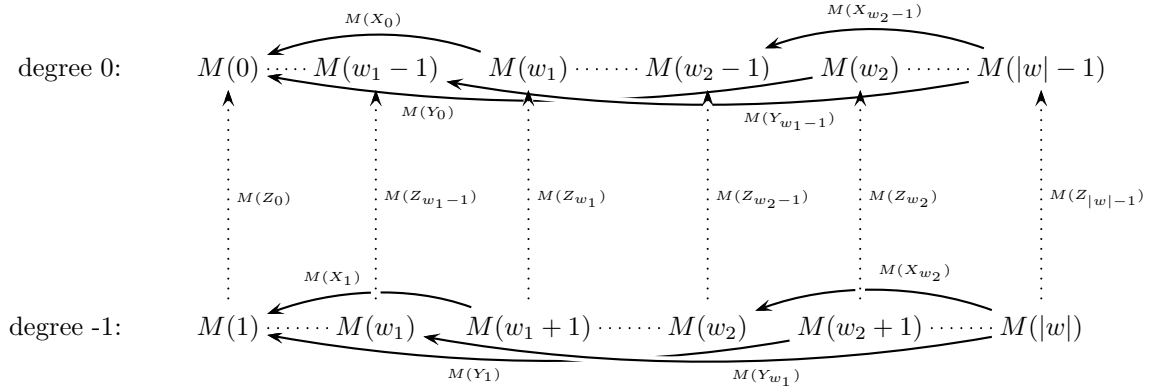 M(X_0) M(X_{w_2−1})
degree 0: M(0) ······ M(w_1 − 1) M(w_1) ······ M(w_2 − 1) M(w_2) ······ M(|w| − 1)
M(Y_0) M(Y_{w_1−1})
M(Z_0) M(Z_{w_1−1}) M(Z_{w_1}) M(Z_{w_2−1}) M(Z_{w_2}) M(Z_{|w|−1})
M(X_1) M(X_{w_2})
degree -1: M(1) ······ M(w_1) M(w_1 + 1) ······ M(w_2) M(w_2 + 1) ······ M(|w|)
M(Y_1) M(Y_{w_1})